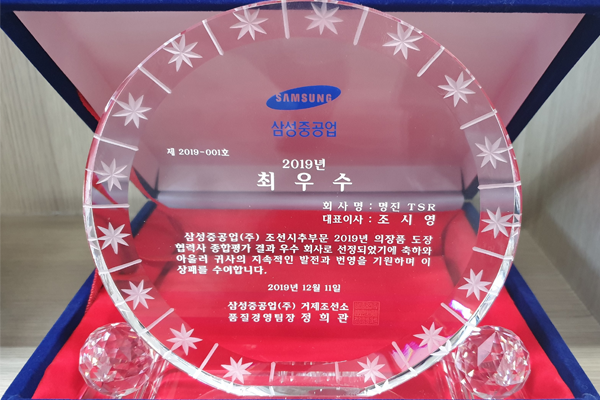 SAMSUNG
삼성중공업
제 2019-001호
2019년
최 우 수
회 사 명 : 명진 TSR
대표이사 : 조 시 영
삼성중공업(주) 조선시추부문 2019년 의장품 도장
협력사 종합평가 결과 우수 회사로 선정되었기에 축하와
아울러 귀사의 지속적인 발전과 번영을 기원하며 이
상패를 수여합니다.
2019년 12월 11일
삼성중공업(주) 거제조선소
품질경영팀장 정 희 관